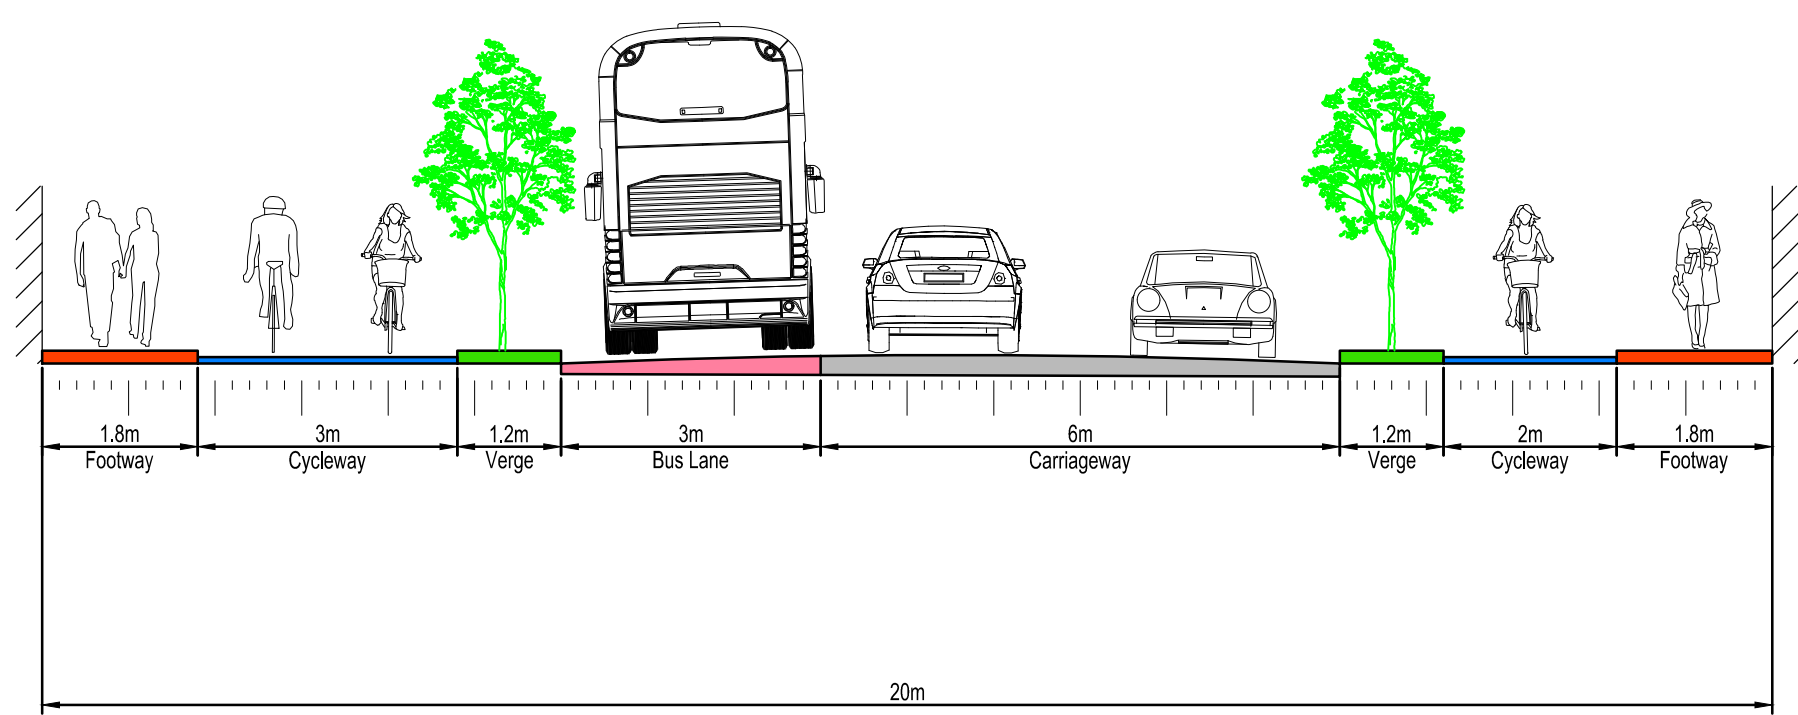 1.8m 3m 1.2m 3m 6m 1.2m 2m 1.8m
Footway Cycleway Verge Bus Lane Carriageway Verge Cycleway Footway
20m